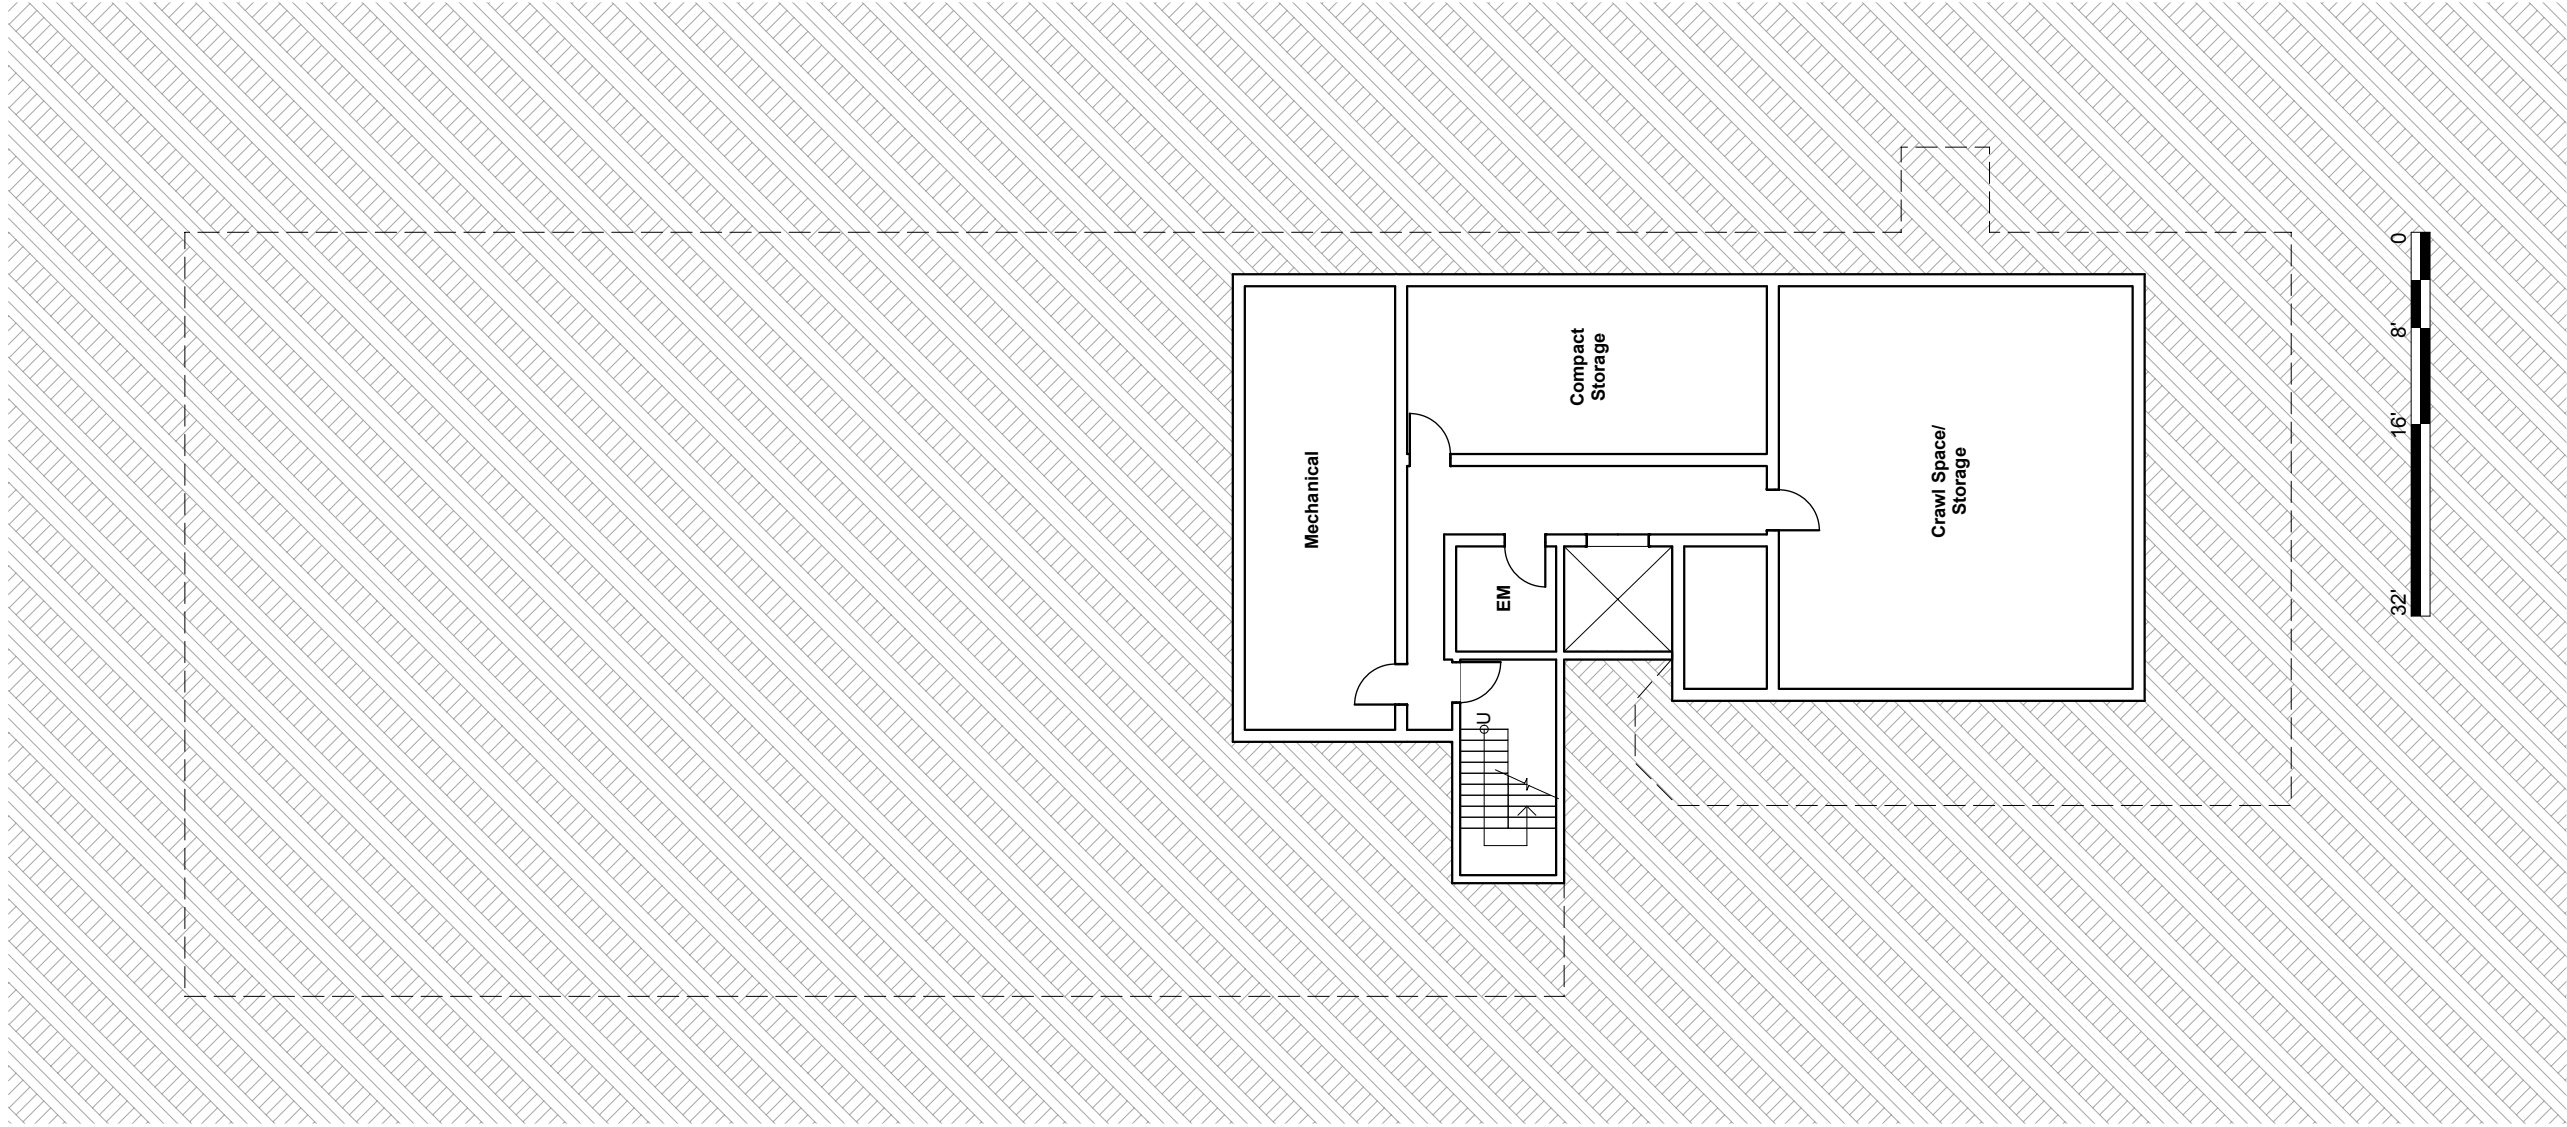 Mechanical
Compact
Storage
Crawl Space/
Storage
EM
U
0
8'
16'
32'